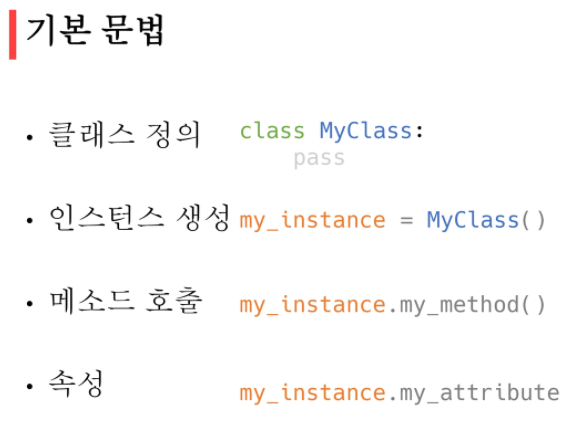 기본 문법
• 클래스 정의 class MyClass:
pass
• 인스턴스 생성 my_instance = MyClass()
• 메소드 호출 my_instance.my_method()
• 속성 my_instance.my_attribute